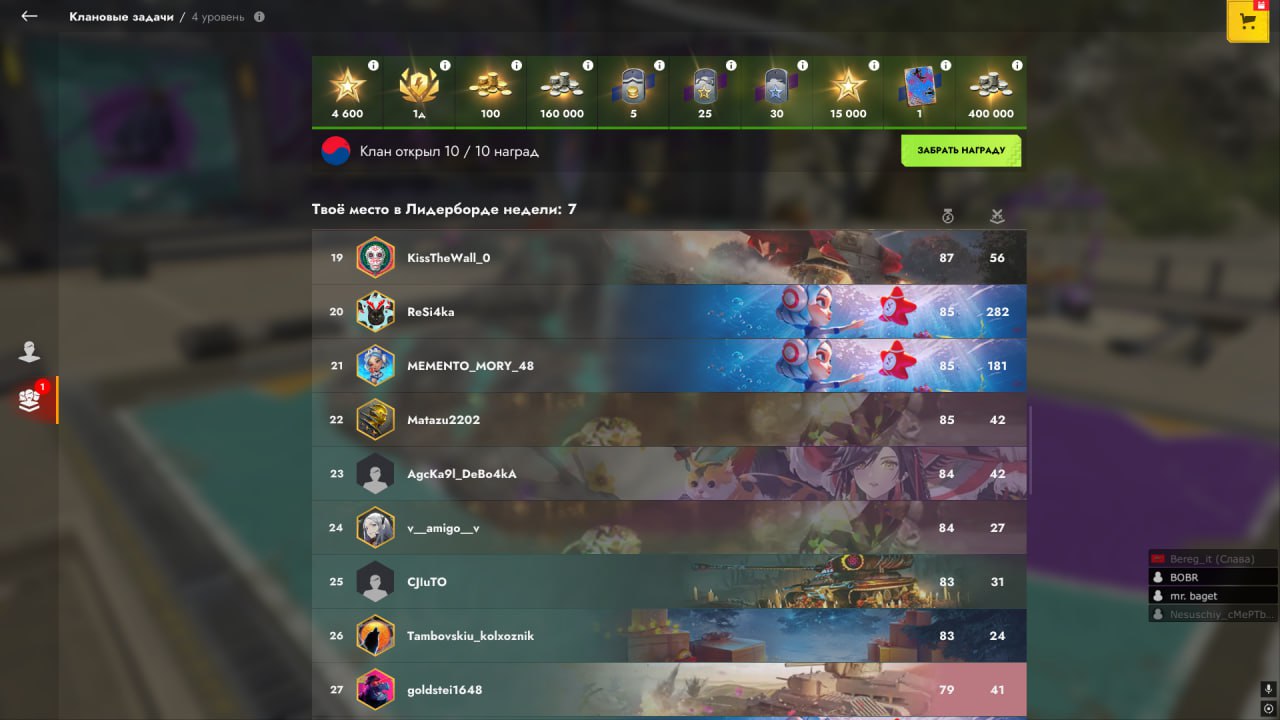 Клановые задачи / 4 уровень
4 600
1д
100
160 000
5
25
30
15 000
1
400 000
Клан открыл 10 / 10 наград
ЗАБРАТЬ НАГРАДУ
Твоё место в Лидерборде недели: 7
19 KissTheWall_0 87 56
20 ReSi4ka 85 282
21 MEMENTO_MORY_48 85 181
22 Matazu2202 85 42
23 AgcKa9l_DeBo4kA 84 42
24 v__amigo__v 84 27
25 CJIuTO 83 31
26 Tambovskiu_kolxoznik 83 24
27 goldstei1648 79 41
1
Bereg_it (Слава)
BOBR
mr. baget
Nesuschiy_cMePTb...